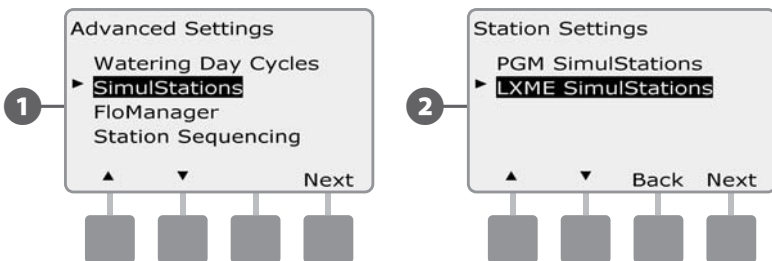 1
Advanced Settings
Watering Day Cycles
SimulStations
FloManager
Station Sequencing
Next
2
Station Settings
PGM SimulStations
LXME SimulStations
Back Next